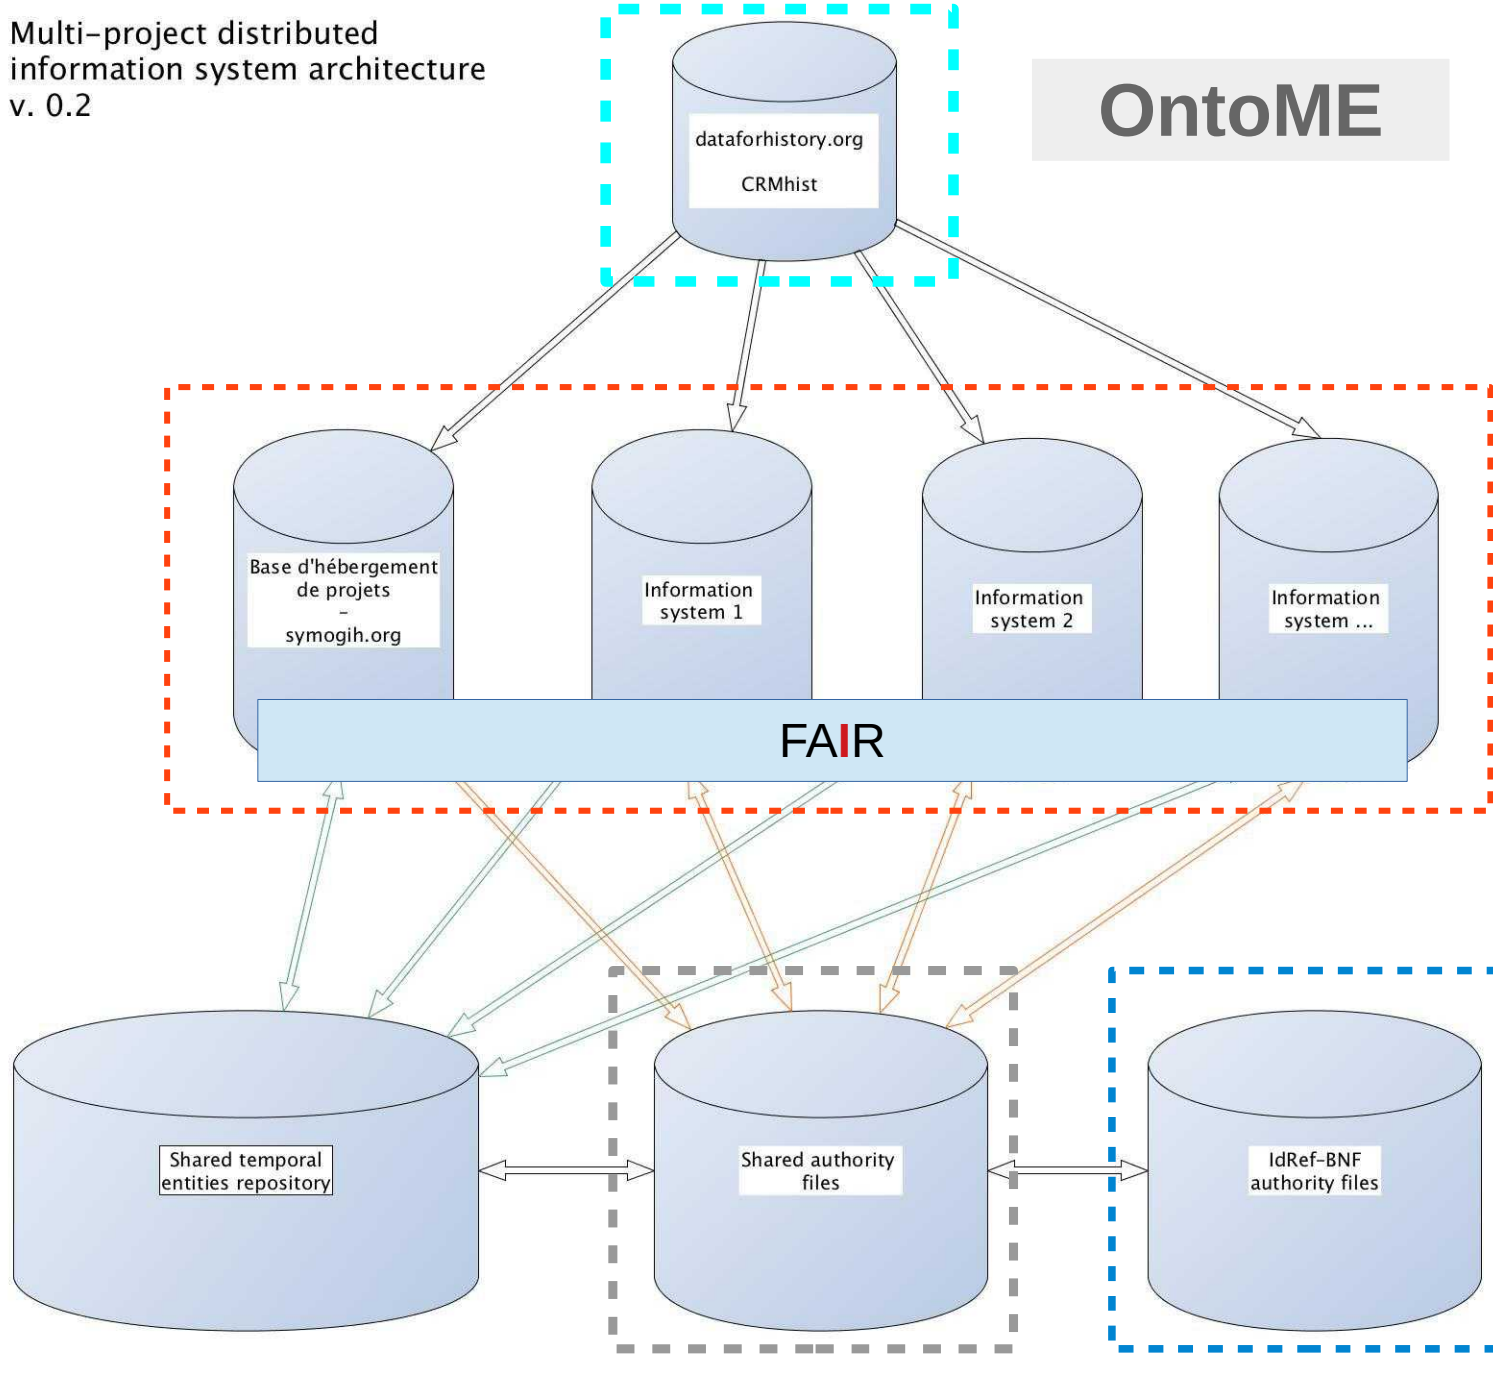 Multi-project distributed
information system architecture
v. 0.2
OntoME
dataforhistory.org
CRMhist
Base d'hébergement
de projets
–
symogih.org
Information
system 1
Information
system 2
Information
system ...
FAIR
Shared temporal
entities repository
Shared authority
files
IdRef-BNF
authority files